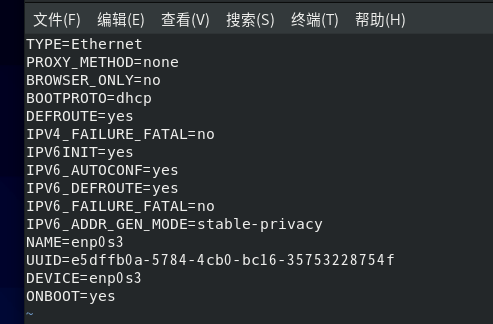 文件(F) 编辑(E) 查看(V) 搜索(S) 终端(T) 帮助(H)
TYPE=Ethernet
PROXY_METHOD=none
BROWSER_ONLY=no
BOOTPROTO=dhcp
DEFROUTE=yes
IPV4_FAILURE_FATAL=no
IPV6INIT=yes
IPV6_AUTOCONF=yes
IPV6_DEFROUTE=yes
IPV6_FAILURE_FATAL=no
IPV6_ADDR_GEN_MODE=stable-privacy
NAME=enp0s3
UUID=e5dffb0a-5784-4cb0-bc16-35753228754f
DEVICE=enp0s3
ONBOOT=yes
~